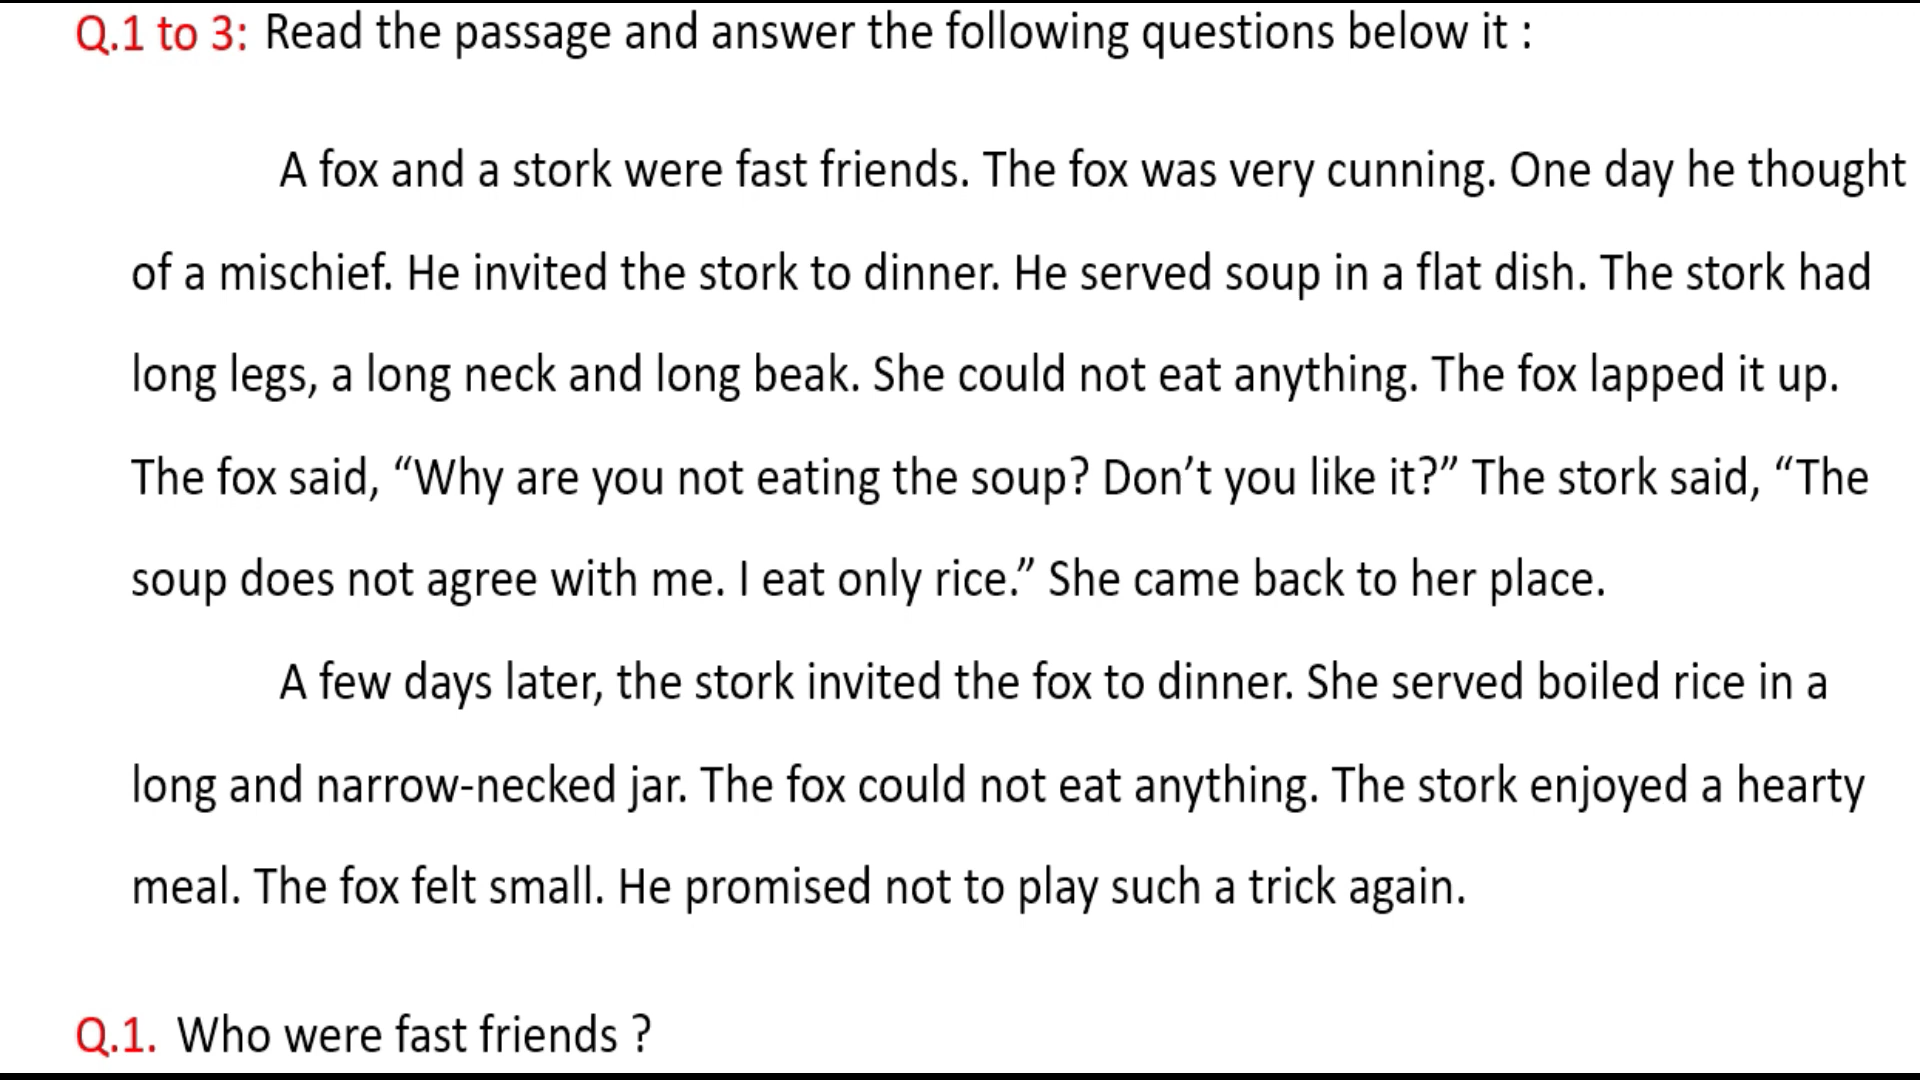 Q.1 to 3: Read the passage and answer the following questions below it :
A fox and a stork were fast friends. The fox was very cunning. One day he thought
of a mischief. He invited the stork to dinner. He served soup in a flat dish. The stork had
long legs, a long neck and long beak. She could not eat anything. The fox lapped it up.
The fox said, “Why are you not eating the soup? Don’t you like it?” The stork said, “The
soup does not agree with me. I eat only rice.” She came back to her place.
A few days later, the stork invited the fox to dinner. She served boiled rice in a
long and narrow-necked jar. The fox could not eat anything. The stork enjoyed a hearty
meal. The fox felt small. He promised not to play such a trick again.
Q.1. Who were fast friends ?